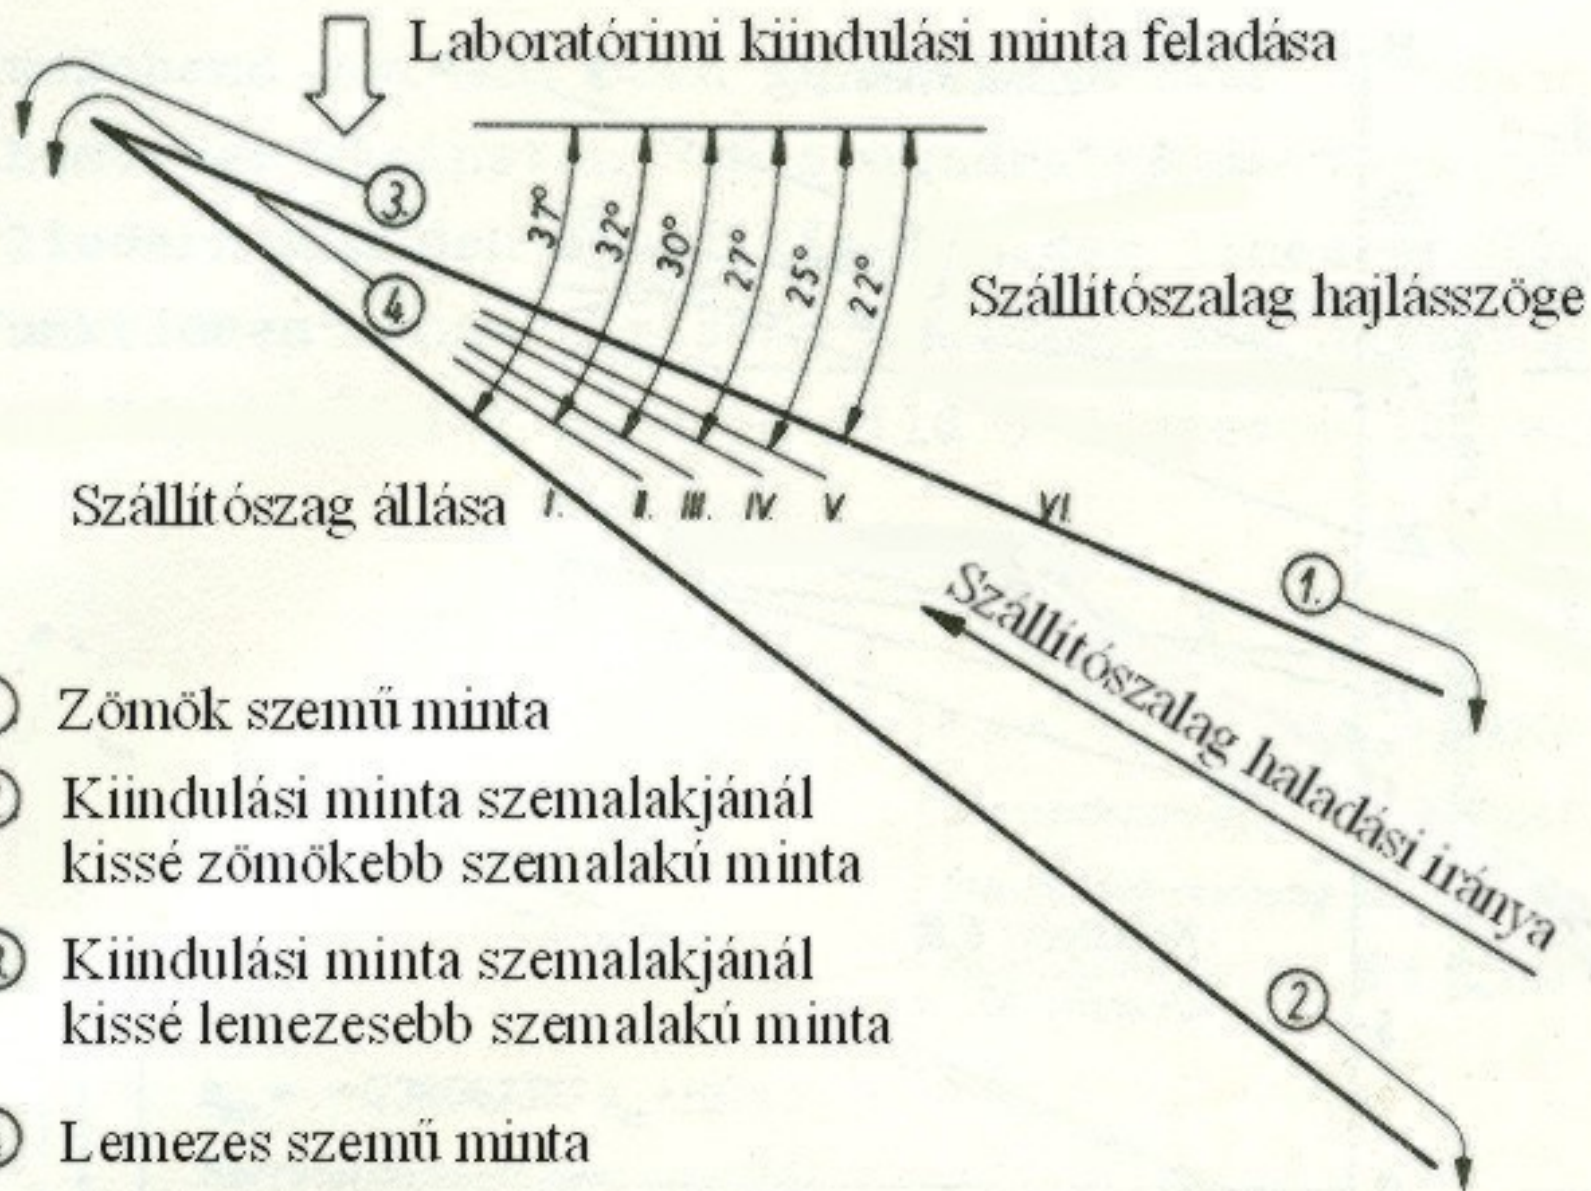 Laboratórimi kiindulási minta feladása
3.
4.
37° 32° 30° 27° 25° 22°
Szállítószalag hajlásszöge
Szállítószag állása I. II. III. IV. V. VI.
1.
Szállítószalag haladási iránya
2
Zömök szemű minta
Kiindulási minta szemalakjánál
kissé zömökebb szemalakú minta
Kiindulási minta szemalakjánál
kissé lemezesebb szemalakú minta
Lemezes szemű minta